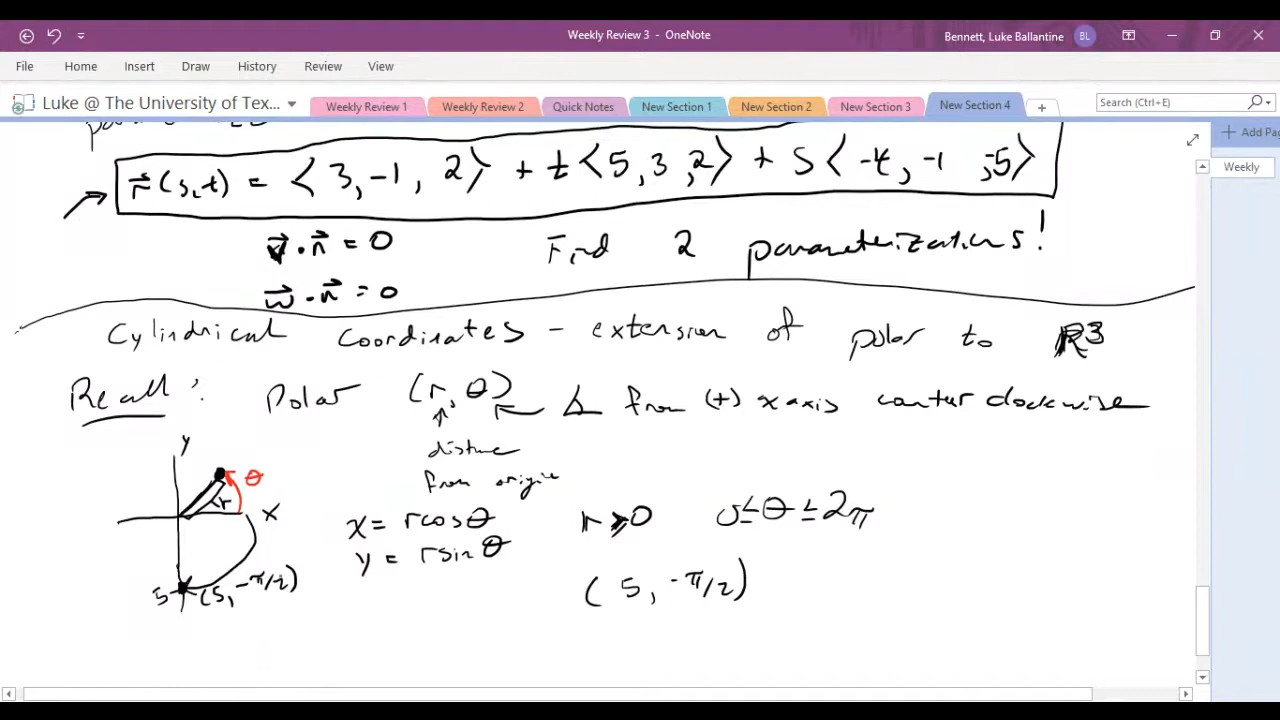 Weekly Review 3 - OneNote
Bennett, Luke Ballantine
BL
File Home Insert Draw History Review View
Luke @ The University of Tex...
Weekly Review 1 Weekly Review 2 Quick Notes New Section 1 New Section 2 New Section 3 New Section 4
Search (Ctrl+E)
Add Pag
Weekly
r(s,t) = ⟨3, -1, 2⟩ + t⟨5, 3, 2⟩ + s⟨-4, -1, -5⟩
v · n = 0
Find 2 parameterizations!
w · n = 0
Cylindrical Coordinates - extension of polar to R3
Recall: Polar (r, θ) ∠ from (+) x axis counter clockwise
distance
from origin
y
θ
r
x
x = r cos θ
y = r sin θ
r ≥ 0
0 ≤ θ ≤ 2π
5
(5, -π/2)
(5, -π/2)